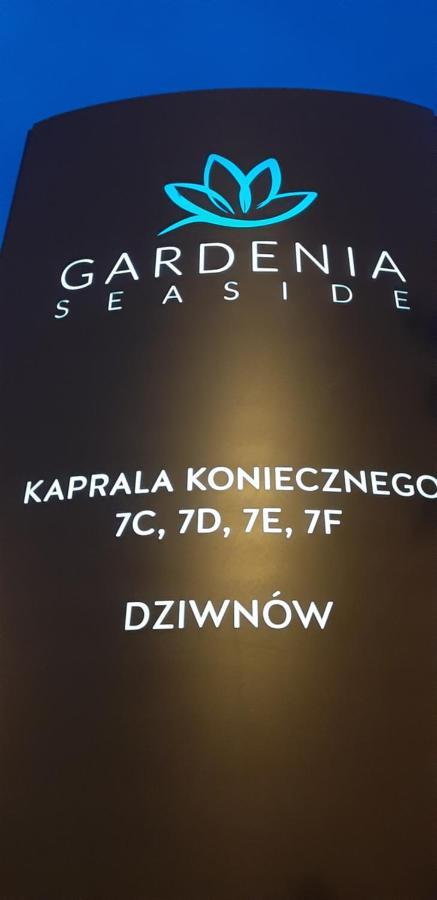 GARDENIA
SEASIDE
KAPRALA KONIECZNEGO
7C, 7D, 7E, 7F
DZIWNÓW